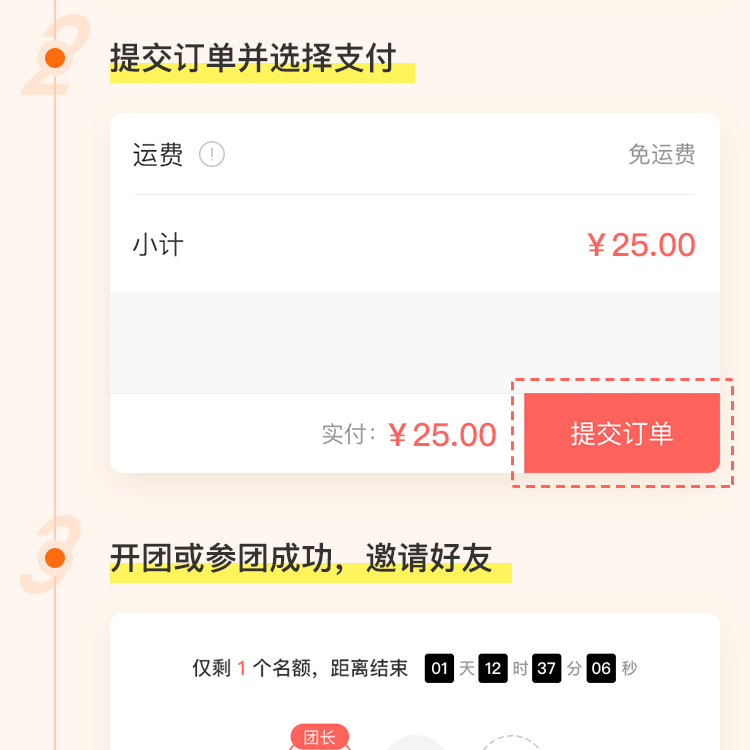 2
提交订单并选择支付
运费 ! 免运费
小计 ¥25.00
实付: ¥25.00 提交订单
3
开团或参团成功，邀请好友
仅剩 1 个名额，距离结束 01 天 12 时 37 分 06 秒
团长